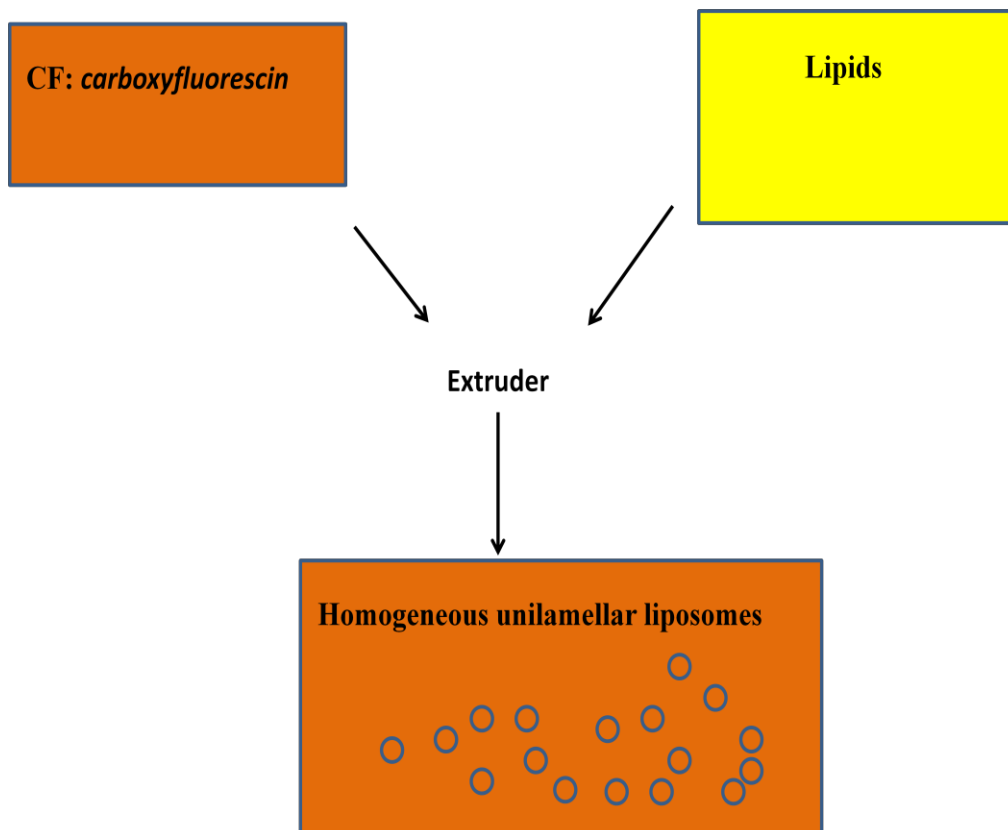 CF: carboxyfluorescin
Lipids
Extruder
Homogeneous unilamellar liposomes